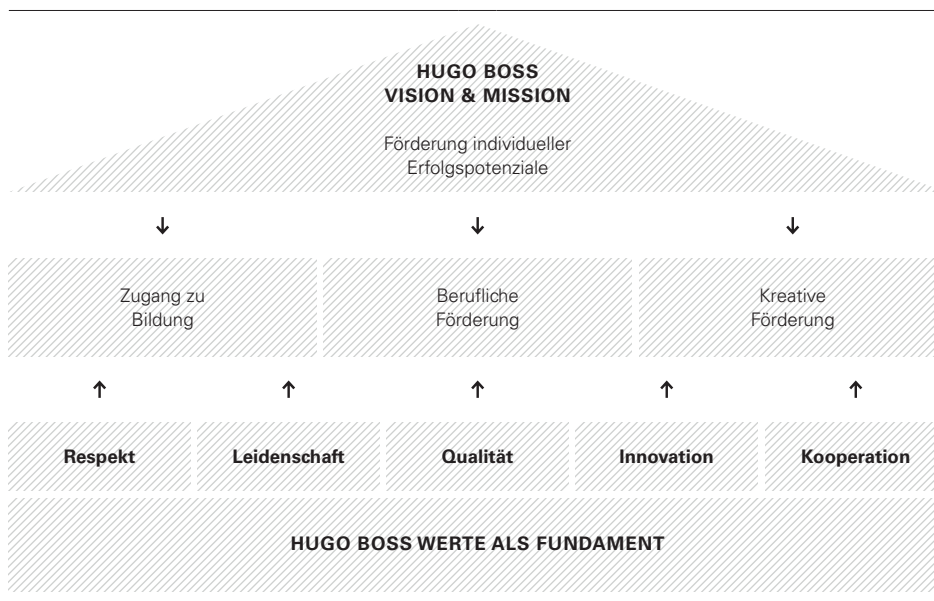 HUGO BOSS
VISION & MISSION
Förderung individueller
Erfolgspotenziale
Zugang zu
Bildung
Berufliche
Förderung
Kreative
Förderung
Respekt
Leidenschaft
Qualität
Innovation
Kooperation
HUGO BOSS WERTE ALS FUNDAMENT